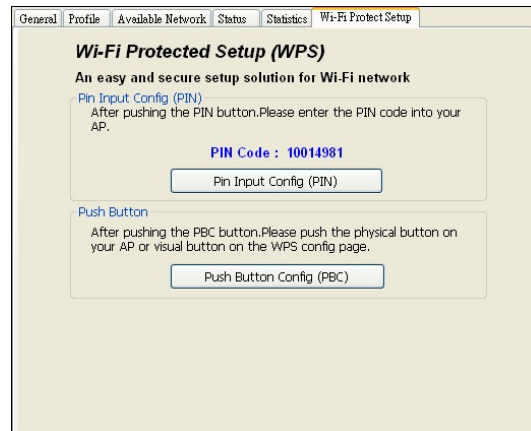 General Profile Available Network Status Statistics Wi-Fi Protect Setup
Wi-Fi Protected Setup (WPS)
An easy and secure setup solution for Wi-Fi network
Pin Input Config (PIN)
After pushing the PIN button.Please enter the PIN code into your
AP.
PIN Code : 10014981
Pin Input Config (PIN)
Push Button
After pushing the PBC button.Please push the physical button on
your AP or visual button on the WPS config page.
Push Button Config (PBC)